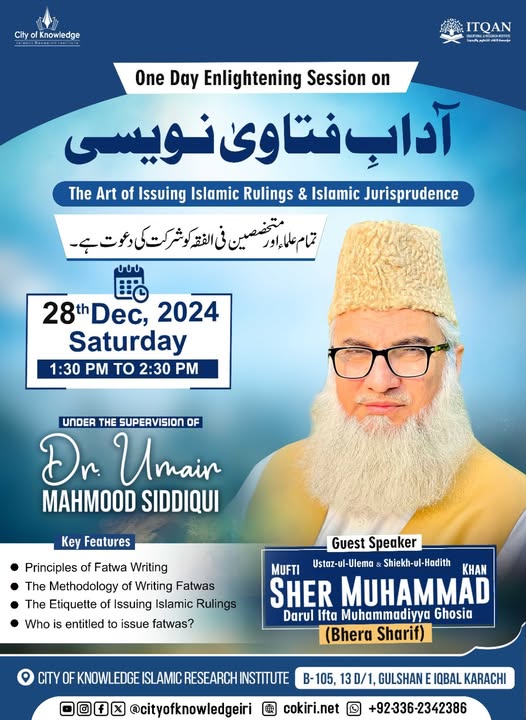 City of Knowledge
Islamic Research Institute
ITQAN
One Day Enlightening Session on
آدابِ فتاویٰ نویسی
The Art of Issuing Islamic Rulings & Islamic Jurisprudence
تمام علماء اور متخصصین فی الفقہ کو شرکت کی دعوت ہے۔
28th Dec, 2024
Saturday
1:30 PM TO 2:30 PM
UNDER THE SUPERVISION OF
Dr. Umair
MAHMOOD SIDDIQUI
Key Features
Principles of Fatwa Writing
The Methodology of Writing Fatwas
The Etiquette of Issuing Islamic Rulings
Who is entitled to issue fatwas?
Guest Speaker
Ustaz-ul-Ulema & Shiekh-ul-Hadith
MUFTI KHAN
SHER MUHAMMAD
Darul Ifta Muhammadiyya Ghosia
(Bhera Sharif)
CITY OF KNOWLEDGE ISLAMIC RESEARCH INSTITUTE B-105, 13 D/1, GULSHAN E IQBAL KARACHI
@cityofknowledgeiri cokiri.net +92-336-2342386